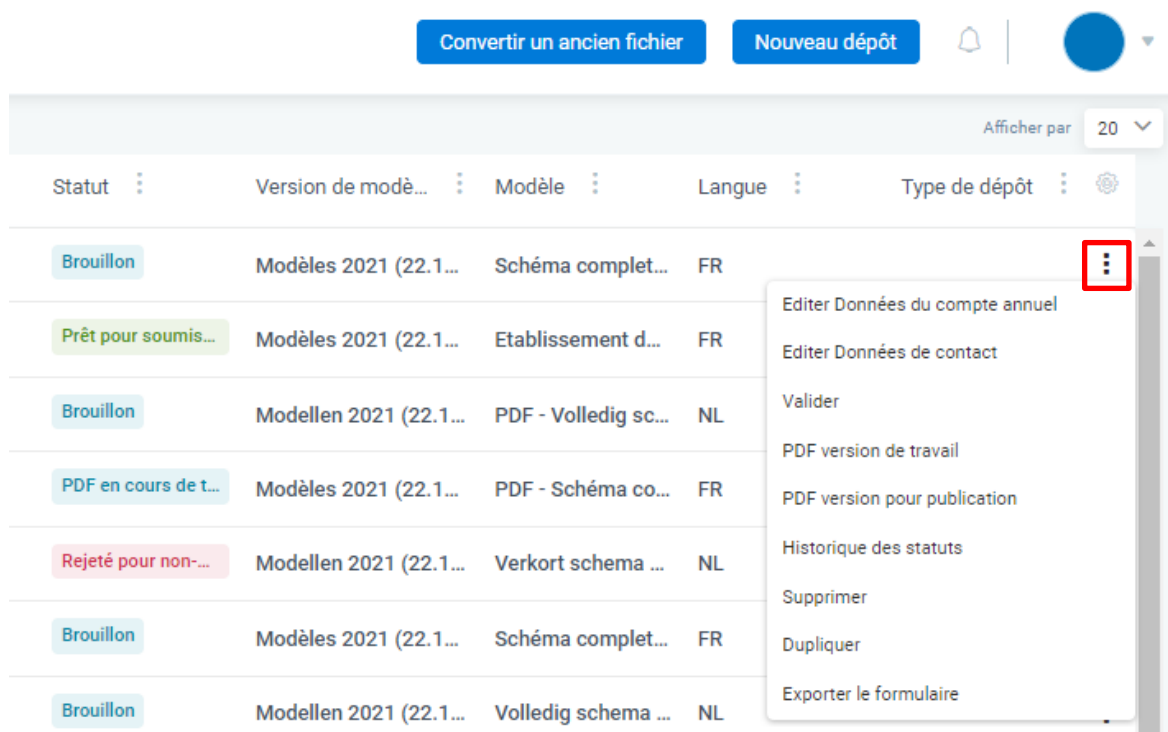 Convertir un ancien fichier Nouveau dépôt
Afficher par 20
Statut Version de modè... Modèle Langue Type de dépôt
Brouillon Modèles 2021 (22.1... Schéma complet... FR
Editer Données du compte annuel
Prêt pour soumis... Modèles 2021 (22.1... Etablissement d... FR
Editer Données de contact
Valider
Brouillon Modellen 2021 (22.1... PDF - Volledig sc... NL
PDF version de travail
PDF en cours de t... Modèles 2021 (22.1... PDF - Schéma co... FR
PDF version pour publication
Historique des statuts
Rejeté pour non-... Modellen 2021 (22.1... Verkort schema ... NL
Supprimer
Brouillon Modèles 2021 (22.1... Schéma complet... FR
Dupliquer
Exporter le formulaire
Brouillon Modellen 2021 (22.1... Volledig schema ... NL